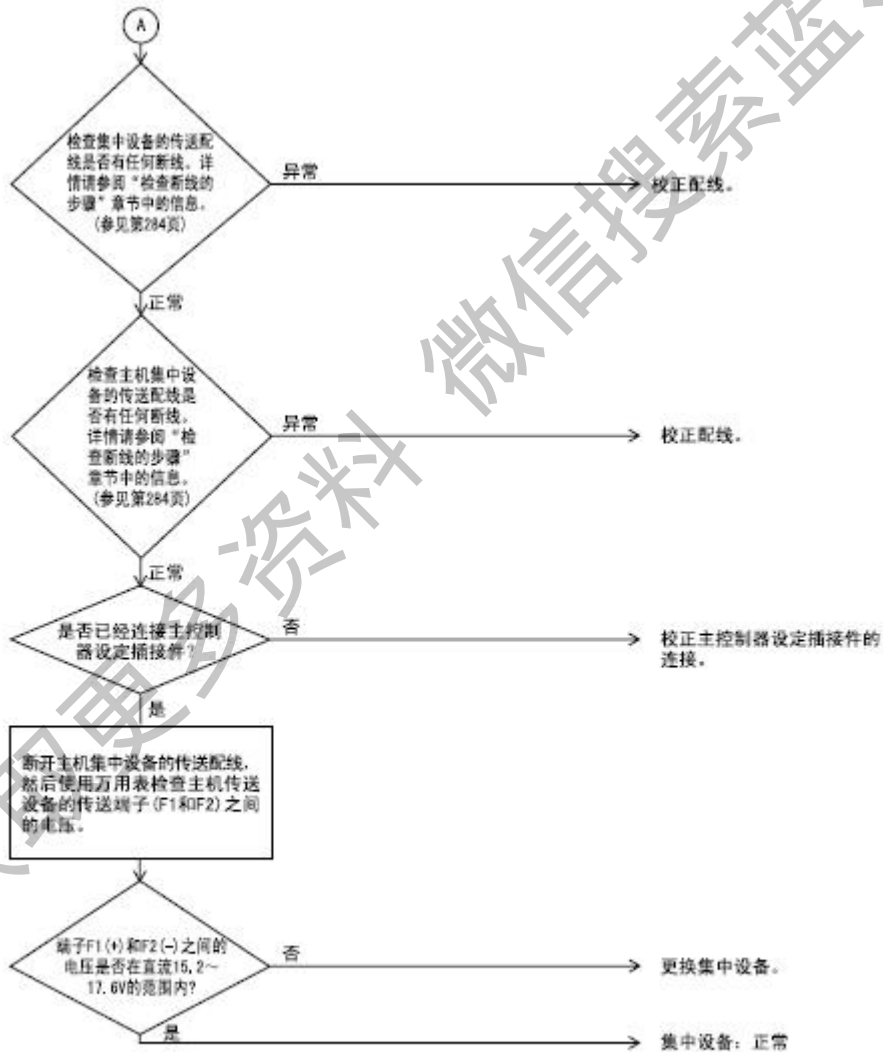 A
检查集中设备的传送配
线是否有任何断线。详
情请参阅“检查断线的
步骤”章节中的信息。
(参见第284页)
异常
校正配线。
正常
检查主机集中设
备的传送配线是
否有任何断线。
详情请参阅“检
查断线的步骤”
章节中的信息。
(参见第284页)
异常
校正配线。
正常
是否已经连接主控制
器设定插接件？
否
校正主控制器设定插接件的
连接。
是
断开主机集中设备的传送配线，
然后使用万用表检查主机传送
设备的传送端子(F1和F2)之间
的电压。
端子F1(+)和F2(-)之间的
电压是否在直流15.2～
17.6V的范围内?
否
更换集中设备。
是
集中设备：正常
取更多资料 微信搜索蓝